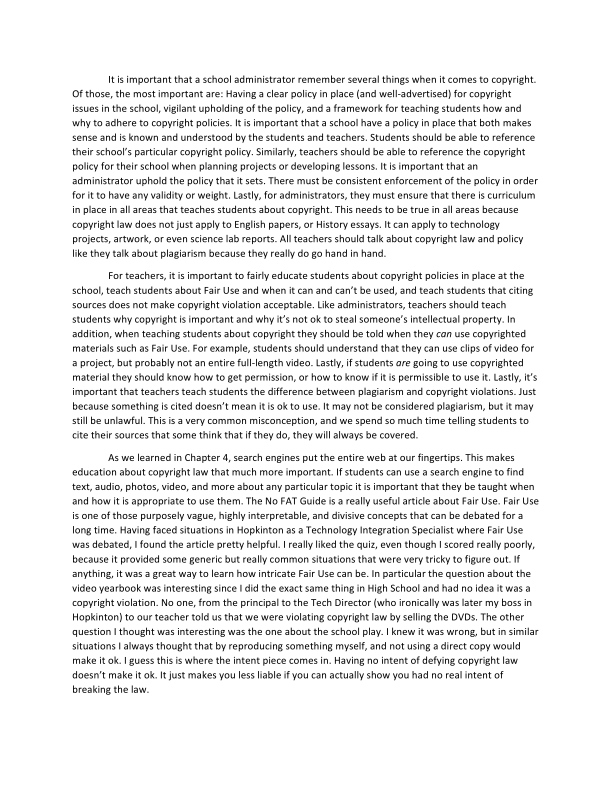 It is important that a school administrator remember several things when it comes to copyright.
Of those, the most important are: Having a clear policy in place (and well-advertised) for copyright
issues in the school, vigilant upholding of the policy, and a framework for teaching students how and
why to adhere to copyright policies. It is important that a school have a policy in place that both makes
sense and is known and understood by the students and teachers. Students should be able to reference
their school's particular copyright policy. Similarly, teachers should be able to reference the copyright
policy for their school when planning projects or developing lessons. It is important that an
administrator uphold the policy that it sets. There must be consistent enforcement of the policy in order
for it to have any validity or weight. Lastly, for administrators, they must ensure that there is curriculum
in place in all areas that teaches students about copyright. This needs to be true in all areas because
copyright law does not just apply to English papers, or History essays. It can apply to technology
projects, artwork, or even science lab reports. All teachers should talk about copyright law and policy
like they talk about plagiarism because they really do go hand in hand.
For teachers, it is important to fairly educate students about copyright policies in place at the
school, teach students about Fair Use and when it can and can't be used, and teach students that citing
sources does not make copyright violation acceptable. Like administrators, teachers should teach
students why copyright is important and why it's not ok to steal someone's intellectual property. In
addition, when teaching students about copyright they should be told when they can use copyrighted
materials such as Fair Use. For example, students should understand that they can use clips of video for
a project, but probably not an entire full-length video. Lastly, if students are going to use copyrighted
material they should know how to get permission, or how to know if it is permissible to use it. Lastly, it's
important that teachers teach students the difference between plagiarism and copyright violations. Just
because something is cited doesn't mean it is ok to use. It may not be considered plagiarism, but it may
still be unlawful. This is a very common misconception, and we spend so much time telling students to
cite their sources that some think that if they do, they will always be covered.
As we learned in Chapter 4, search engines put the entire web at our fingertips. This makes
education about copyright law that much more important. If students can use a search engine to find
text, audio, photos, video, and more about any particular topic it is important that they be taught when
and how it is appropriate to use them. The No FAT Guide is a really useful article about Fair Use. Fair Use
is one of those purposely vague, highly interpretable, and divisive concepts that can be debated for a
long time. Having faced situations in Hopkinton as a Technology Integration Specialist where Fair Use
was debated, I found the article pretty helpful. I really liked the quiz, even though I scored really poorly,
because it provided some generic but really common situations that were very tricky to figure out. If
anything, it was a great way to learn how intricate Fair Use can be. In particular the question about the
video yearbook was interesting since I did the exact same thing in High School and had no idea it was a
copyright violation. No one, from the principal to the Tech Director (who ironically was later my boss in
Hopkinton) to our teacher told us that we were violating copyright law by selling the DVDs. The other
question I thought was interesting was the one about the school play. I knew it was wrong, but in similar
situations I always thought that by reproducing something myself, and not using a direct copy would
make it ok. I guess this is where the intent piece comes in. Having no intent of defying copyright law
doesn't make it ok. It just makes you less liable if you can actually show you had no real intent of
breaking the law.